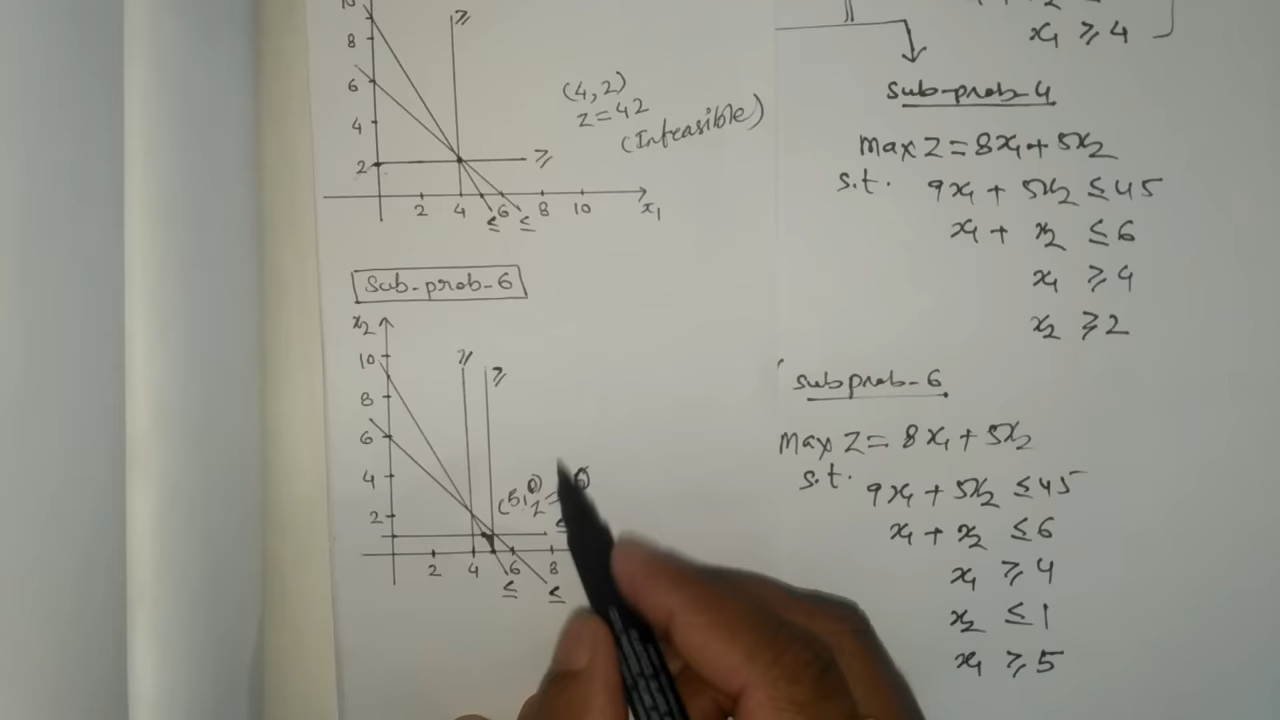 ≥
8
6
4
2
2 4 6 8 10 x₁
≤ ≤
(4, 2)
Z = 42
(Infeasible)
Sub-prob-6
x₂
≥ ≥
10
8
6
4
2
2 4 6 8
≤ ≤
(5, 0)
Z =
x₁ ≥ 4
Sub-prob-4
Max Z = 8x₁ + 5x₂
s.t. 9x₁ + 5x₂ ≤ 45
x₁ + x₂ ≤ 6
x₁ ≥ 4
x₂ ≥ 2
Subprob-6
Max Z = 8x₁ + 5x₂
s.t. 9x₁ + 5x₂ ≤ 45
x₁ + x₂ ≤ 6
x₁ ≥ 4
x₂ ≤ 1
x₁ ≥ 5